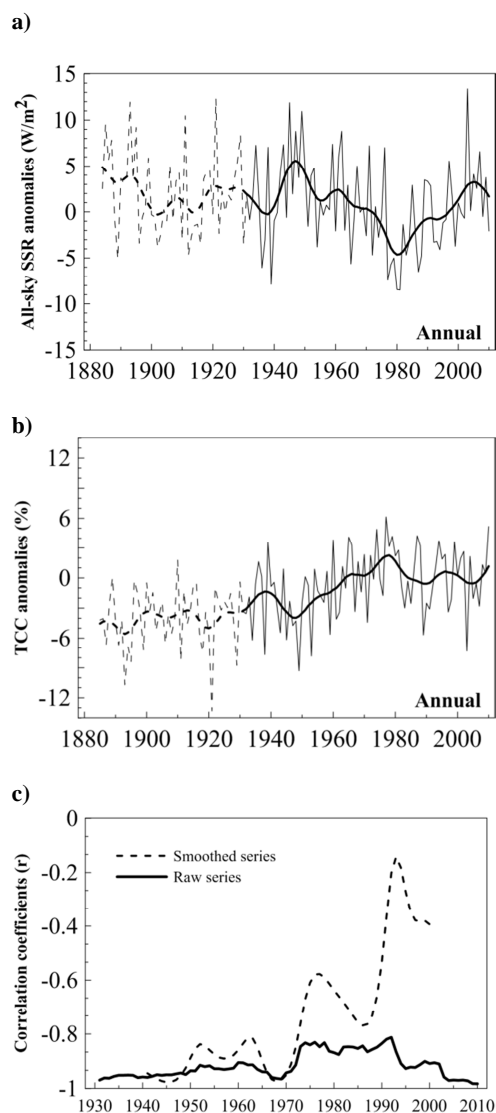 a)
15
10
5
0
-5
-10
-15
All-sky SSR anomalies (W/m²)
Annual
1880 1900 1920 1940 1960 1980 2000
b)
12
6
0
-6
-12
TCC anomalies (%)
Annual
1880 1900 1920 1940 1960 1980 2000
c)
0
-0.2
-0.4
-0.6
-0.8
-1
Correlation coefficients (r)
Smoothed series
Raw series
1930 1940 1950 1960 1970 1980 1990 2000 2010